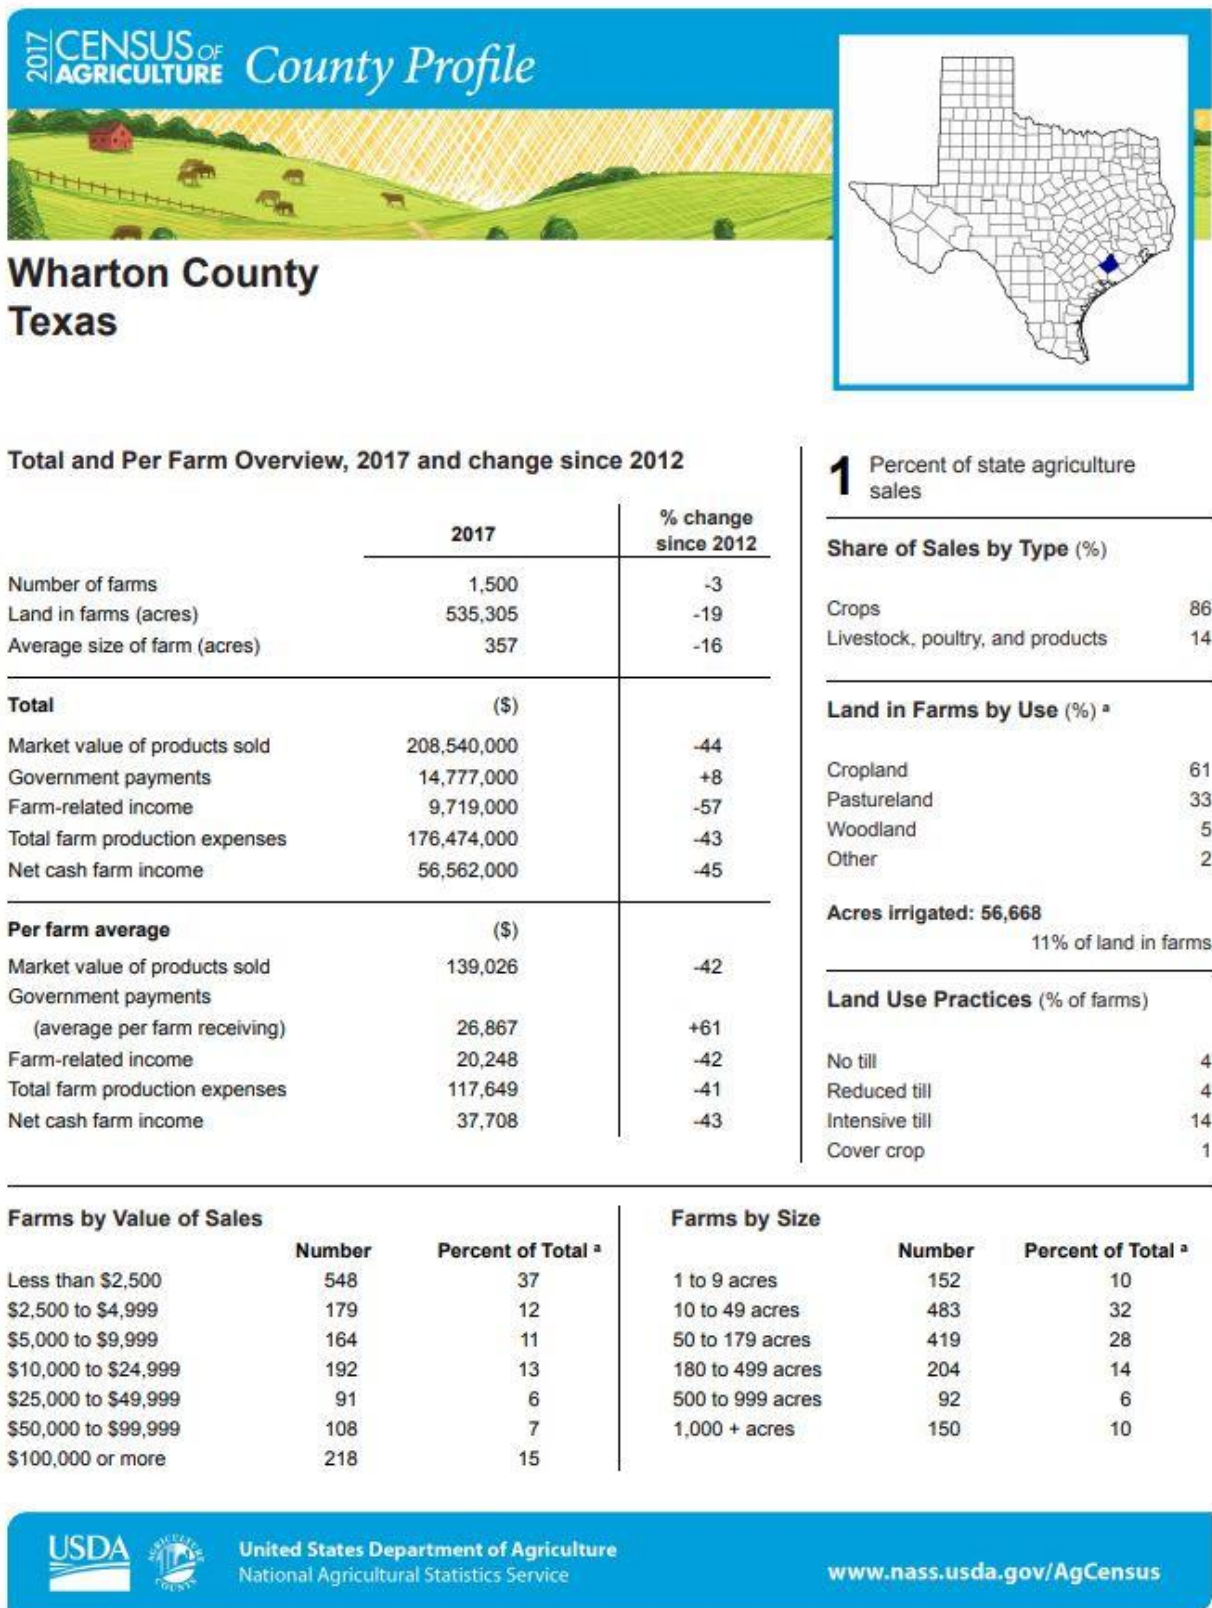 2017 CENSUS OF AGRICULTURE County Profile
Wharton County
Texas
Total and Per Farm Overview, 2017 and change since 2012
2017 % change since 2012
Number of farms 1,500 -3
Land in farms (acres) 535,305 -19
Average size of farm (acres) 357 -16
Total ($)
Market value of products sold 208,540,000 -44
Government payments 14,777,000 +8
Farm-related income 9,719,000 -57
Total farm production expenses 176,474,000 -43
Net cash farm income 56,562,000 -45
Per farm average ($)
Market value of products sold 139,026 -42
Government payments
(average per farm receiving) 26,867 +61
Farm-related income 20,248 -42
Total farm production expenses 117,649 -41
Net cash farm income 37,708 -43
1 Percent of state agriculture
sales
Share of Sales by Type (%)
Crops 86
Livestock, poultry, and products 14
Land in Farms by Use (%) a
Cropland 61
Pastureland 33
Woodland 5
Other 2
Acres irrigated: 56,668
11% of land in farms
Land Use Practices (% of farms)
No till 4
Reduced till 4
Intensive till 14
Cover crop 1
Farms by Value of Sales
Number Percent of Total a
Less than $2,500 548 37
$2,500 to $4,999 179 12
$5,000 to $9,999 164 11
$10,000 to $24,999 192 13
$25,000 to $49,999 91 6
$50,000 to $99,999 108 7
$100,000 or more 218 15
Farms by Size
Number Percent of Total a
1 to 9 acres 152 10
10 to 49 acres 483 32
50 to 179 acres 419 28
180 to 499 acres 204 14
500 to 999 acres 92 6
1,000 + acres 150 10
USDA
AGRICULTURE COUNTS
United States Department of Agriculture
National Agricultural Statistics Service
www.nass.usda.gov/AgCensus